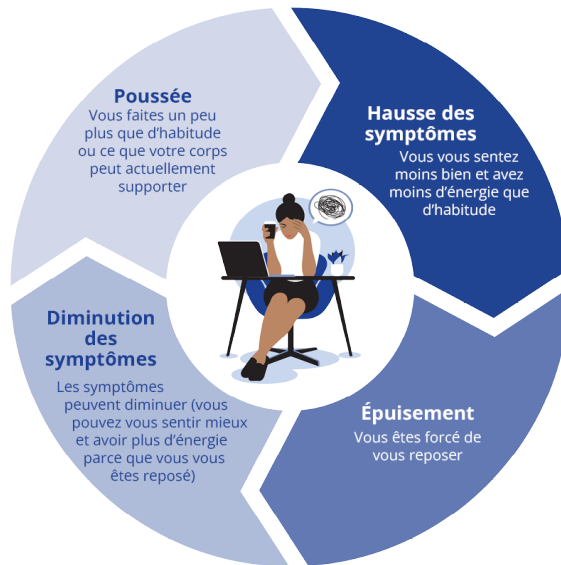 Poussée
Vous faites un peu
plus que d’habitude
ou ce que votre corps
peut actuellement
supporter
Hausse des
symptômes
Vous vous sentez
moins bien et avez
moins d’énergie que
d’habitude
Épuisement
Vous êtes forcé de
vous reposer
Diminution
des
symptômes
Les symptômes
peuvent diminuer (vous
pouvez vous sentir mieux
et avoir plus d’énergie
parce que vous vous
êtes reposé)